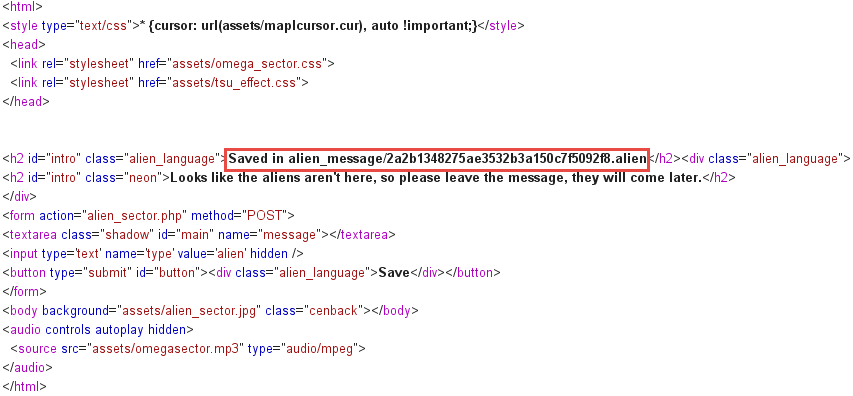 <html>
<style type="text/css">* {cursor: url(assets/maplcursor.cur), auto !important;}</style>
<head>
  <link rel="stylesheet" href="assets/omega_sector.css">
  <link rel="stylesheet" href="assets/tsu_effect.css">
</head>
<h2 id="intro" class="alien_language">Saved in alien_message/2a2b1348275ae3532b3a150c7f5092f8.alien</h2><div class="alien_language">
<h2 id="intro" class="neon">Looks like the aliens aren't here, so please leave the message, they will come later.</h2>
</div>
<form action="alien_sector.php" method="POST">
<textarea class="shadow" id="main" name="message"></textarea>
<input type='text' name='type' value='alien' hidden />
<button type="submit" id="button"><div class="alien_language">Save</div></button>
</form>
<body background="assets/alien_sector.jpg" class="cenback"></body>
<audio controls autoplay hidden>
  <source src="assets/omegasector.mp3" type="audio/mpeg">
</audio>
</html>